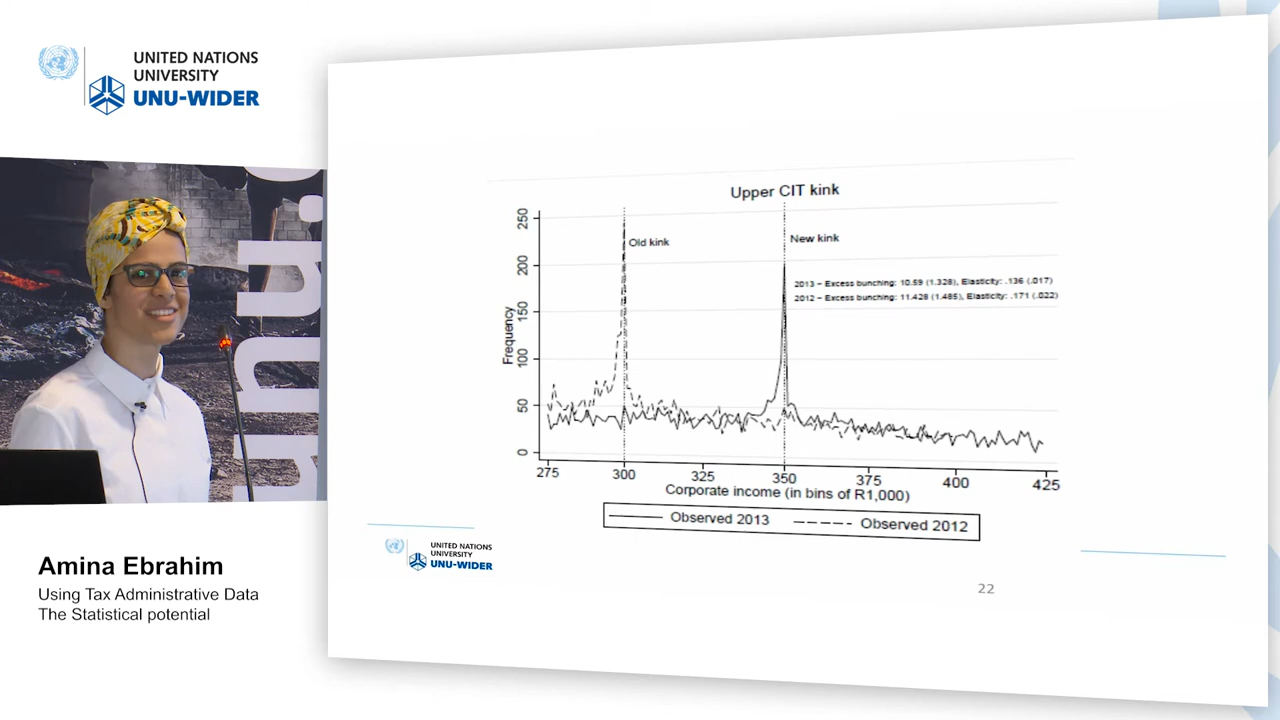 UNITED NATIONS
UNIVERSITY
UNU-WIDER
unu.
Amina Ebrahim
Using Tax Administrative Data
The Statistical potential
Upper CIT kink
Old kink
New kink
2013 - Excess bunching: 10.59 (1.328), Elasticity: .136 (.017)
2012 - Excess bunching: 11.428 (1.485), Elasticity: .171 (.022)
Frequency
250
200
150
100
50
0
275 300 325 350 375 400 425
Corporate income (in bins of R1,000)
Observed 2013 Observed 2012
UNITED NATIONS
UNIVERSITY
UNU-WIDER
22